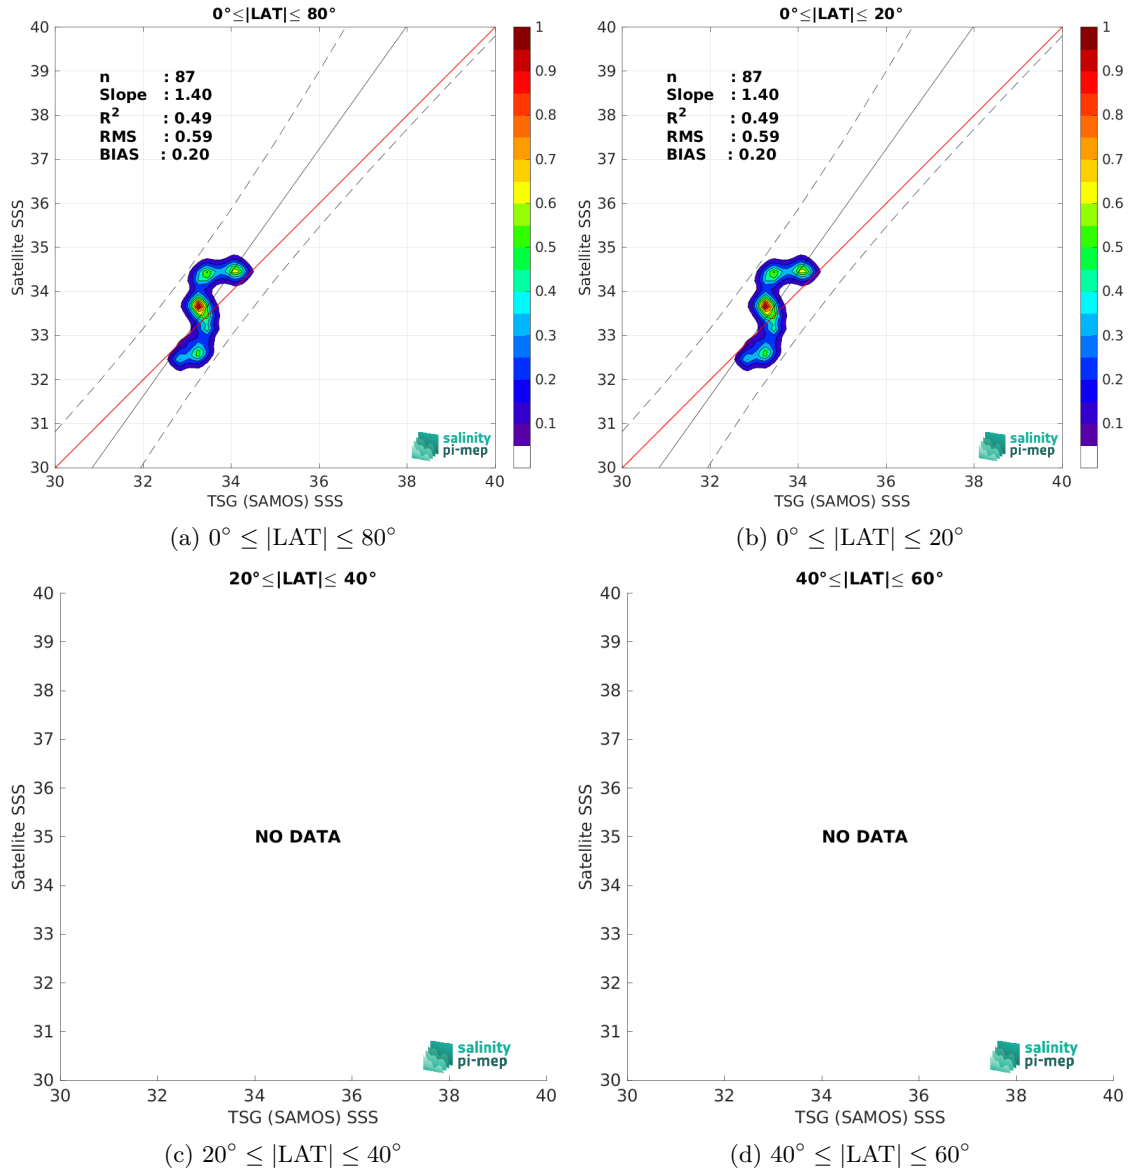 0°≤|LAT|≤ 80°
40
39
38
37
36
35
34
33
32
31
30
Satellite SSS
n : 87
Slope : 1.40
R² : 0.49
RMS : 0.59
BIAS : 0.20
salinity
pi-mep
30 32 34 36 38 40
TSG (SAMOS) SSS
1
0.9
0.8
0.7
0.6
0.5
0.4
0.3
0.2
0.1
(a) 0° ≤ |LAT| ≤ 80°
0°≤|LAT|≤ 20°
40
39
38
37
36
35
34
33
32
31
30
Satellite SSS
n : 87
Slope : 1.40
R² : 0.49
RMS : 0.59
BIAS : 0.20
salinity
pi-mep
30 32 34 36 38 40
TSG (SAMOS) SSS
1
0.9
0.8
0.7
0.6
0.5
0.4
0.3
0.2
0.1
(b) 0° ≤ |LAT| ≤ 20°
20°≤|LAT|≤ 40°
40
39
38
37
36
35
34
33
32
31
30
Satellite SSS
NO DATA
salinity
pi-mep
30 32 34 36 38 40
TSG (SAMOS) SSS
(c) 20° ≤ |LAT| ≤ 40°
40°≤|LAT|≤ 60°
40
39
38
37
36
35
34
33
32
31
30
Satellite SSS
NO DATA
salinity
pi-mep
30 32 34 36 38 40
TSG (SAMOS) SSS
(d) 40° ≤ |LAT| ≤ 60°